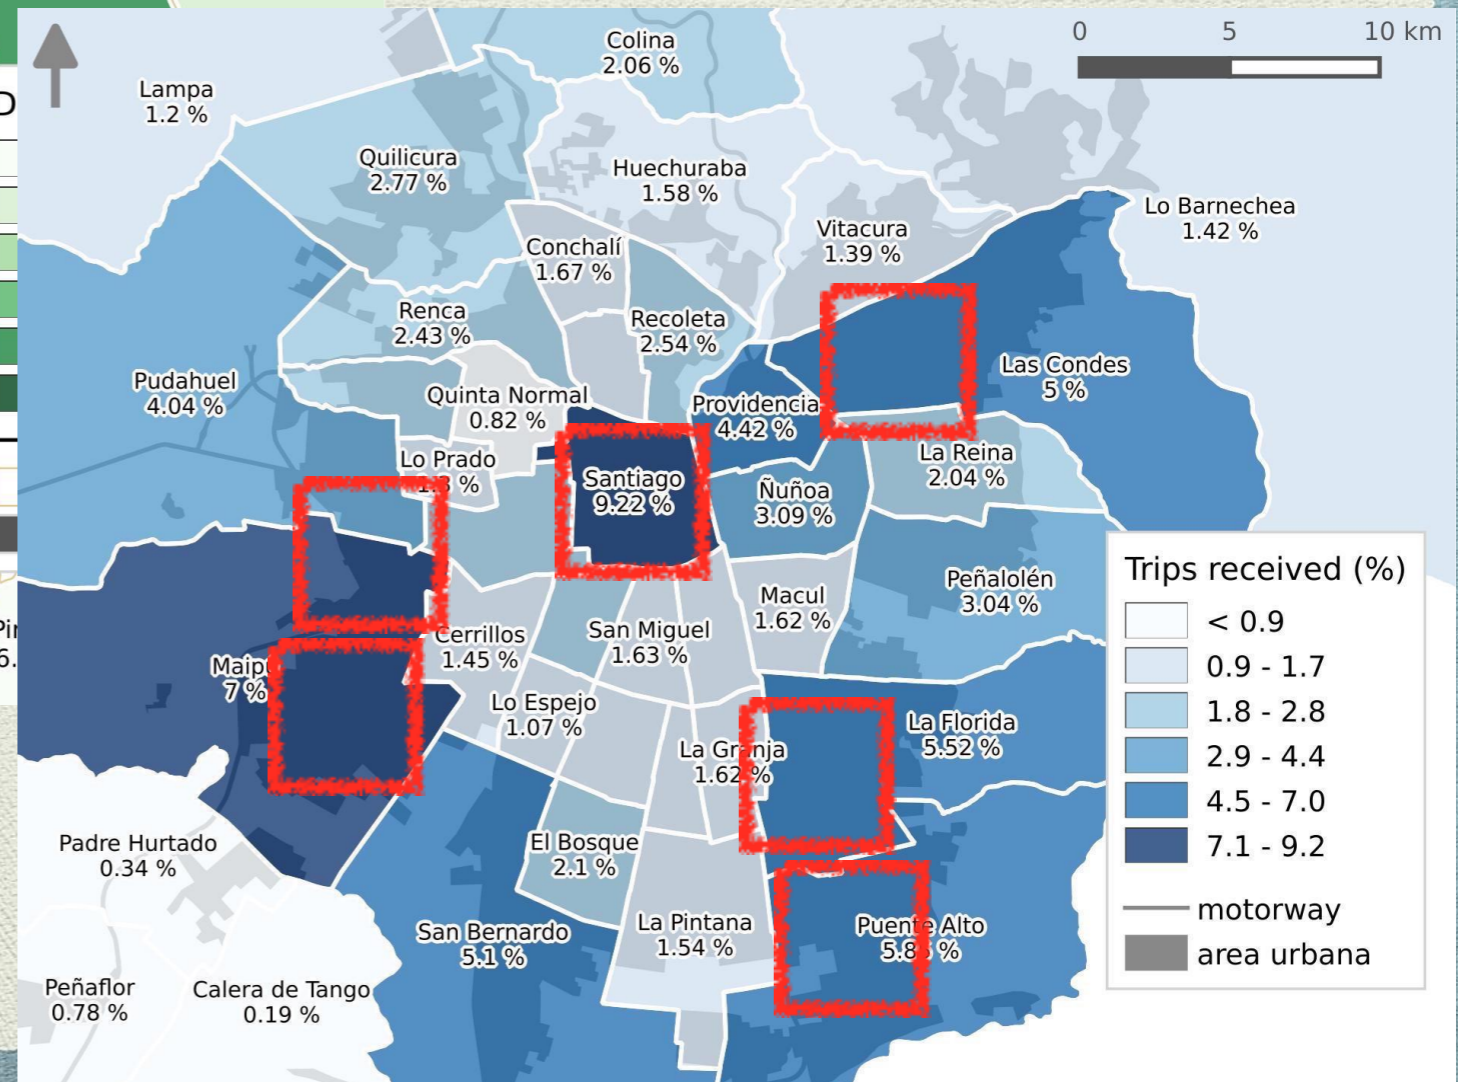 0 5 10 km
Colina
2.06 %
Lampa
1.2 %
D
Quilicura
2.77 %
Huechuraba
1.58 %
Lo Barnechea
1.42 %
Vitacura
1.39 %
Conchalí
1.67 %
Renca
2.43 %
Recoleta
2.54 %
Las Condes
5 %
Pudahuel
4.04 %
Quinta Normal
0.82 %
Providencia
4.42 %
La Reina
2.04 %
Lo Prado
Santiago
9.22 %
Ñuñoa
3.09 %
Peñalolén
3.04 %
Macul
1.62 %
Cerrillos
1.45 %
San Miguel
1.63 %
Maipú
7 %
Lo Espejo
1.07 %
La Granja
1.62 %
La Florida
5.52 %
Padre Hurtado
0.34 %
El Bosque
2.1 %
San Bernardo
5.1 %
La Pintana
1.54 %
Puente Alto
Peñaflor
0.78 %
Calera de Tango
0.19 %
Trips received (%)
< 0.9
0.9 - 1.7
1.8 - 2.8
2.9 - 4.4
4.5 - 7.0
7.1 - 9.2
motorway
area urbana